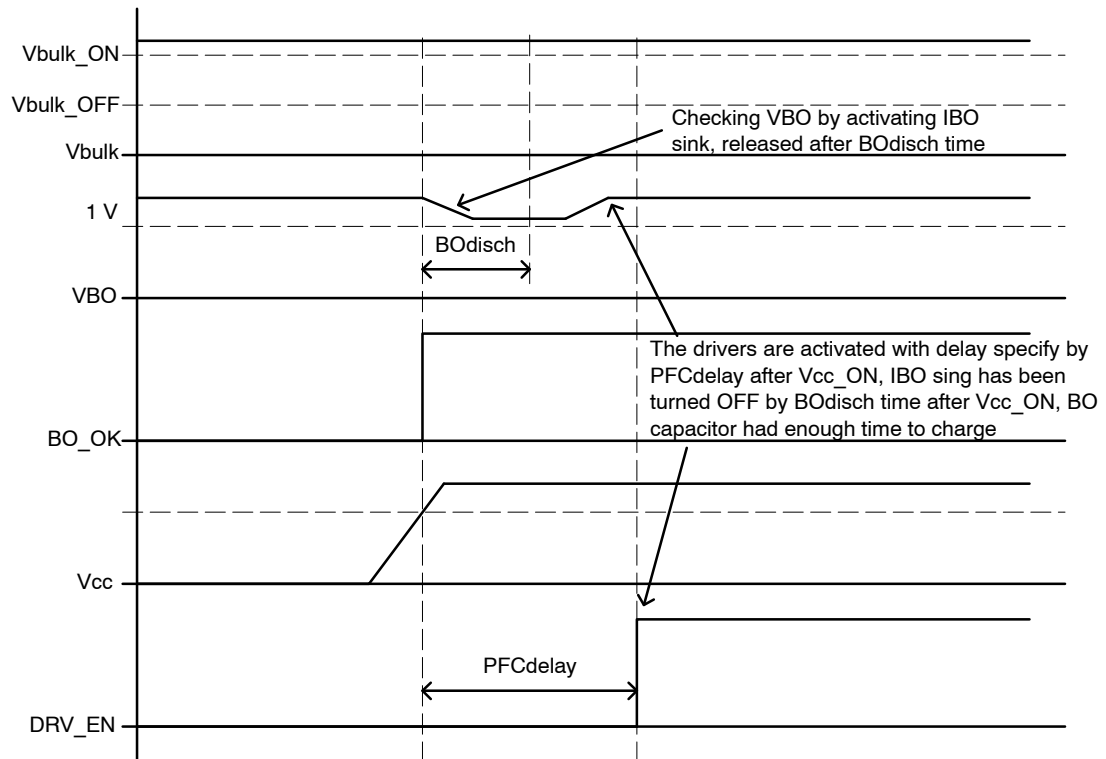 Vbulk_ON
Vbulk_OFF
Checking VBO by activating IBO
sink, released after BOdisch time
Vbulk
1 V
BOdisch
VBO
The drivers are activated with delay specify by
PFCdelay after Vcc_ON, IBO sing has been
turned OFF by BOdisch time after Vcc_ON, BO
capacitor had enough time to charge
BO_OK
Vcc
PFCdelay
DRV_EN